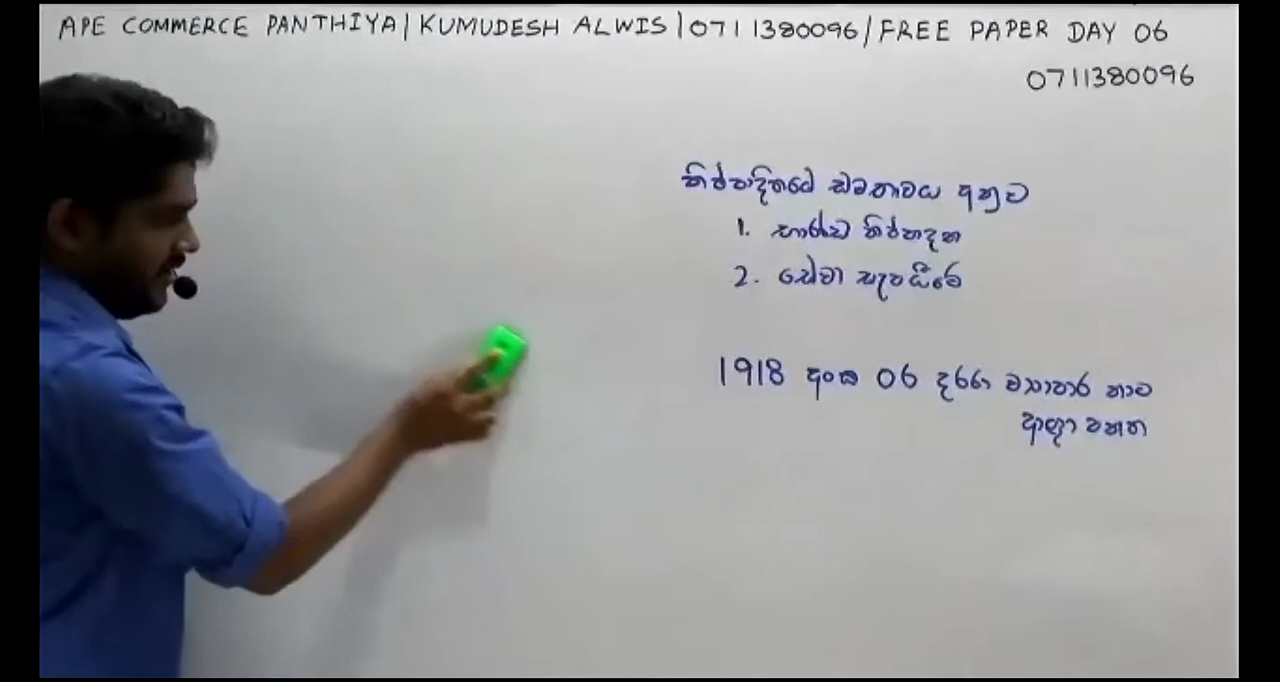 APE COMMERCE PANTHIYA | KUMUDESH ALWIS | 0711380096 / FREE PAPER DAY 06
0711380096
නිෂ්පාදිතයේ ස්වභාවය අනුව
1. භාණ්ඩ නිෂ්පාදන
2. සේවා සැපයීමේ
1918 අංක 06 දරණ ව්‍යාපාර නාම
ආඥා පනත